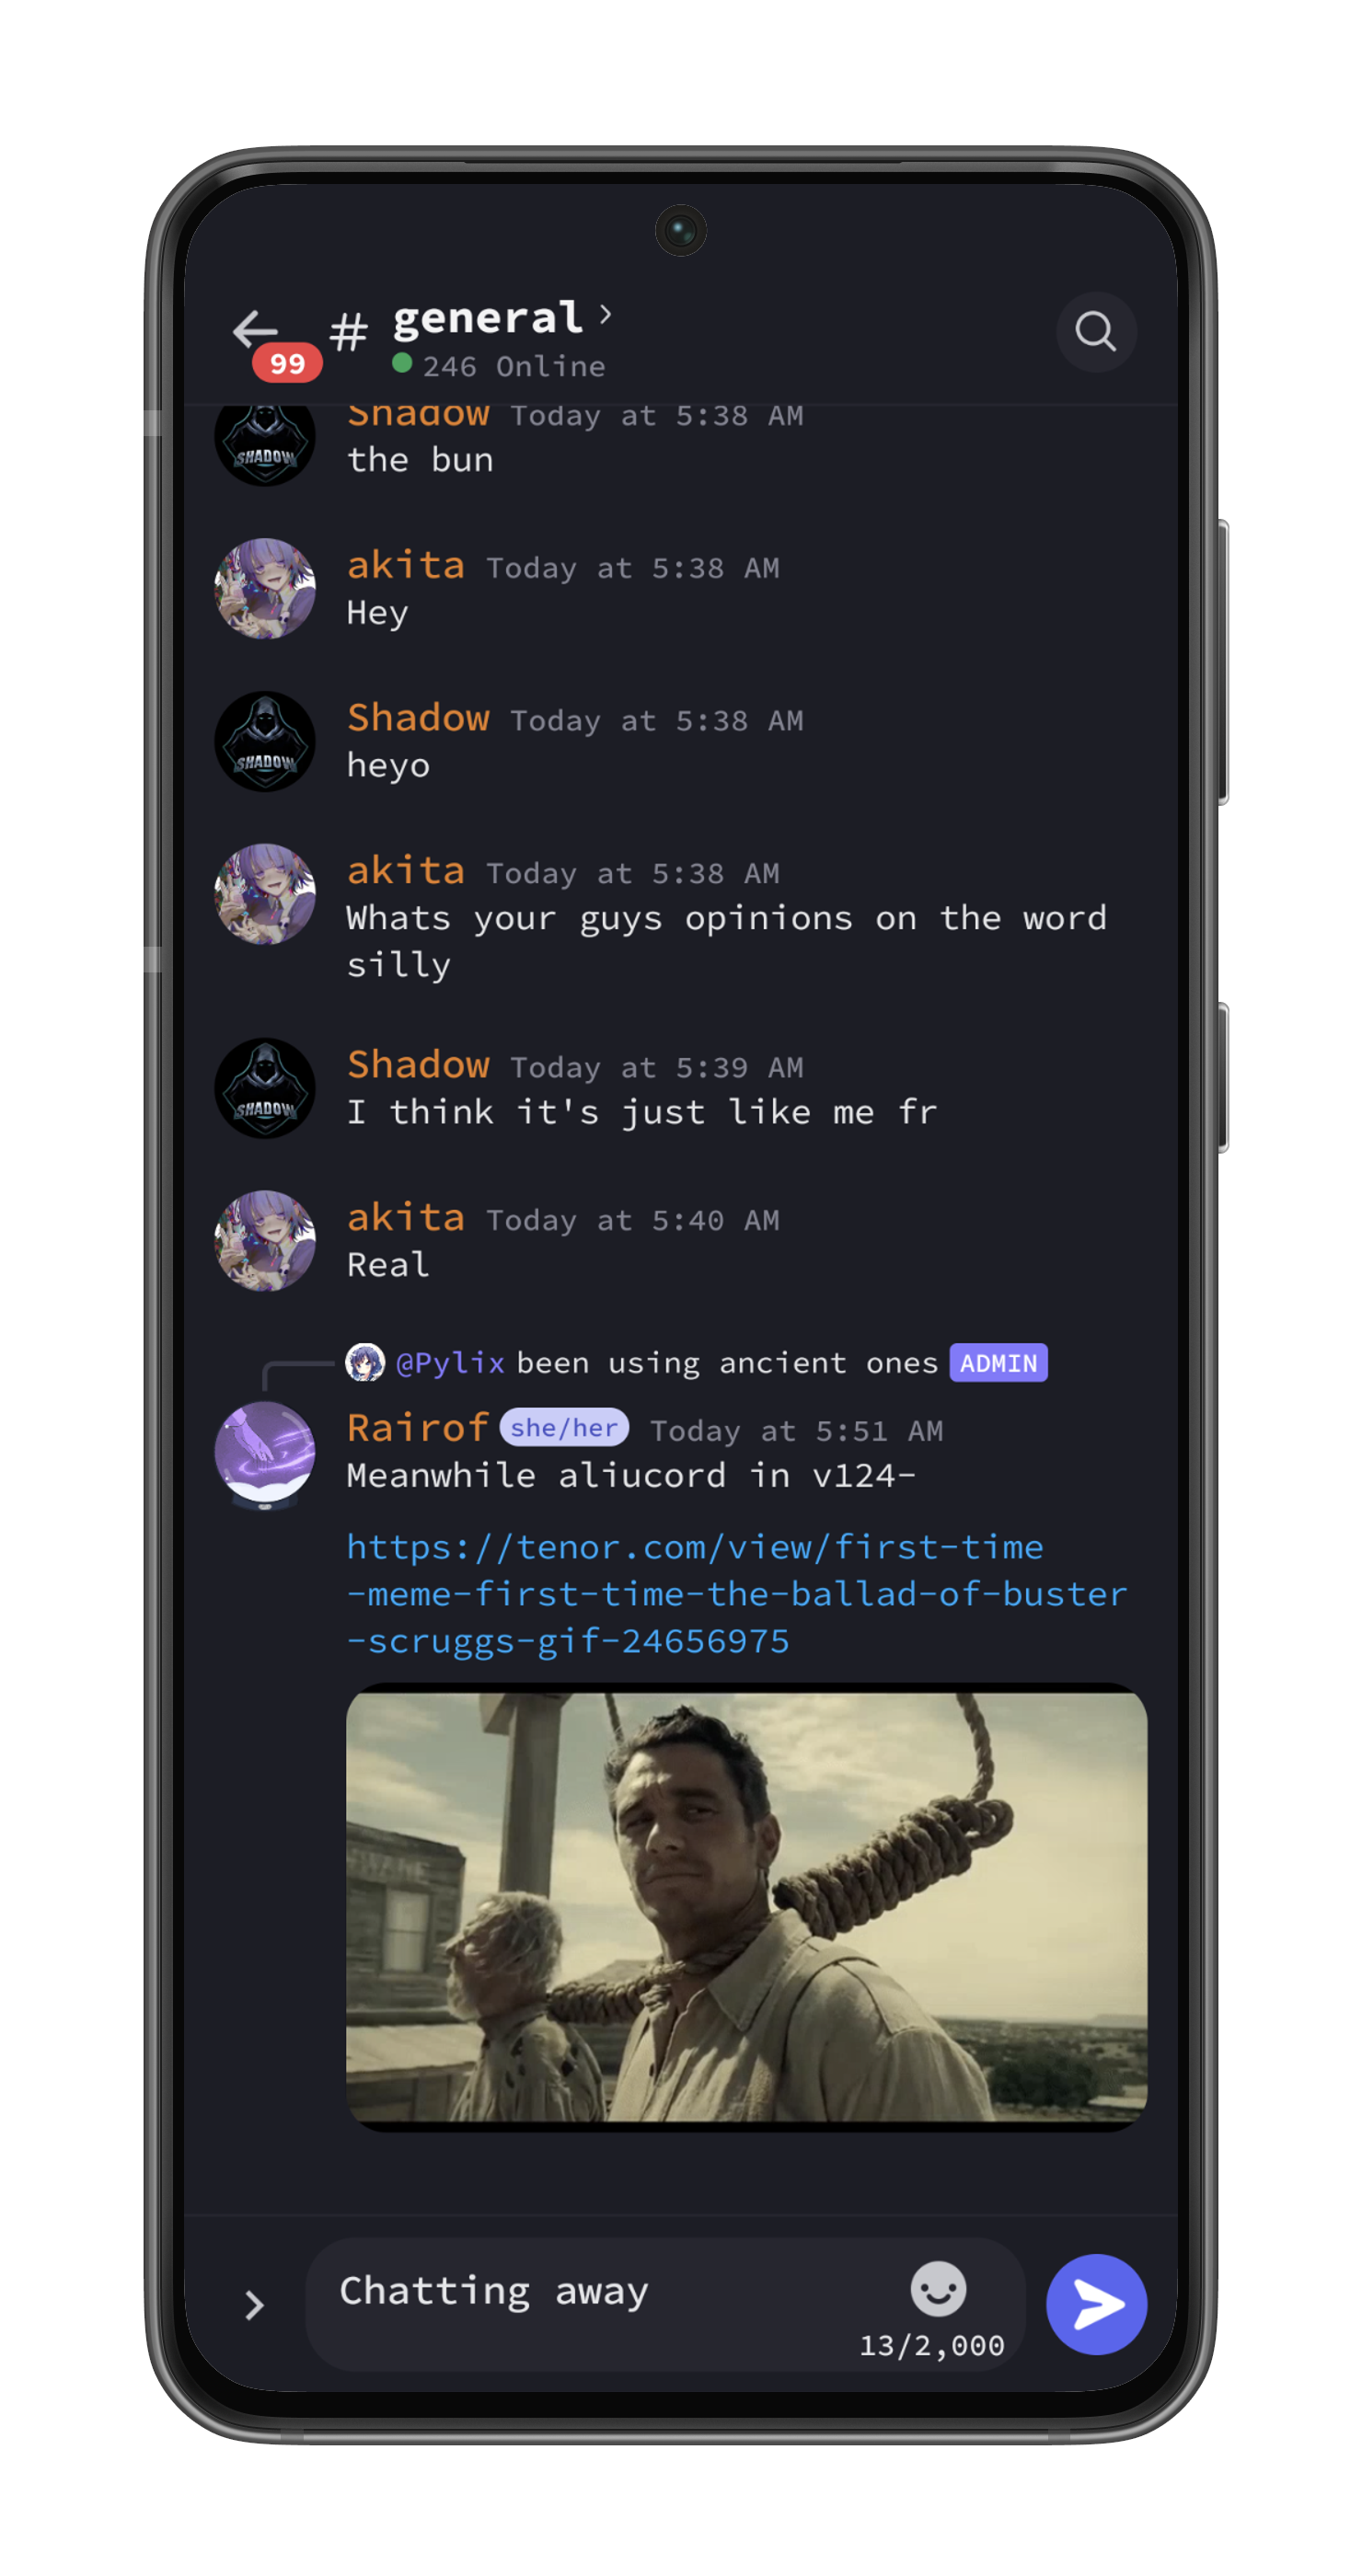 # general >
99
246 Online
Shadow Today at 5:38 AM
SHADOW
the bun
akita Today at 5:38 AM
Hey
Shadow Today at 5:38 AM
SHADOW
heyo
akita Today at 5:38 AM
Whats your guys opinions on the word
silly
Shadow Today at 5:39 AM
SHADOW
I think it's just like me fr
akita Today at 5:40 AM
Real
@Pylix been using ancient ones ADMIN
Rairof she/her Today at 5:51 AM
Meanwhile aliucord in v124-
https://tenor.com/view/first-time
-meme-first-time-the-ballad-of-buster
-scruggs-gif-24656975
Chatting away
13/2,000